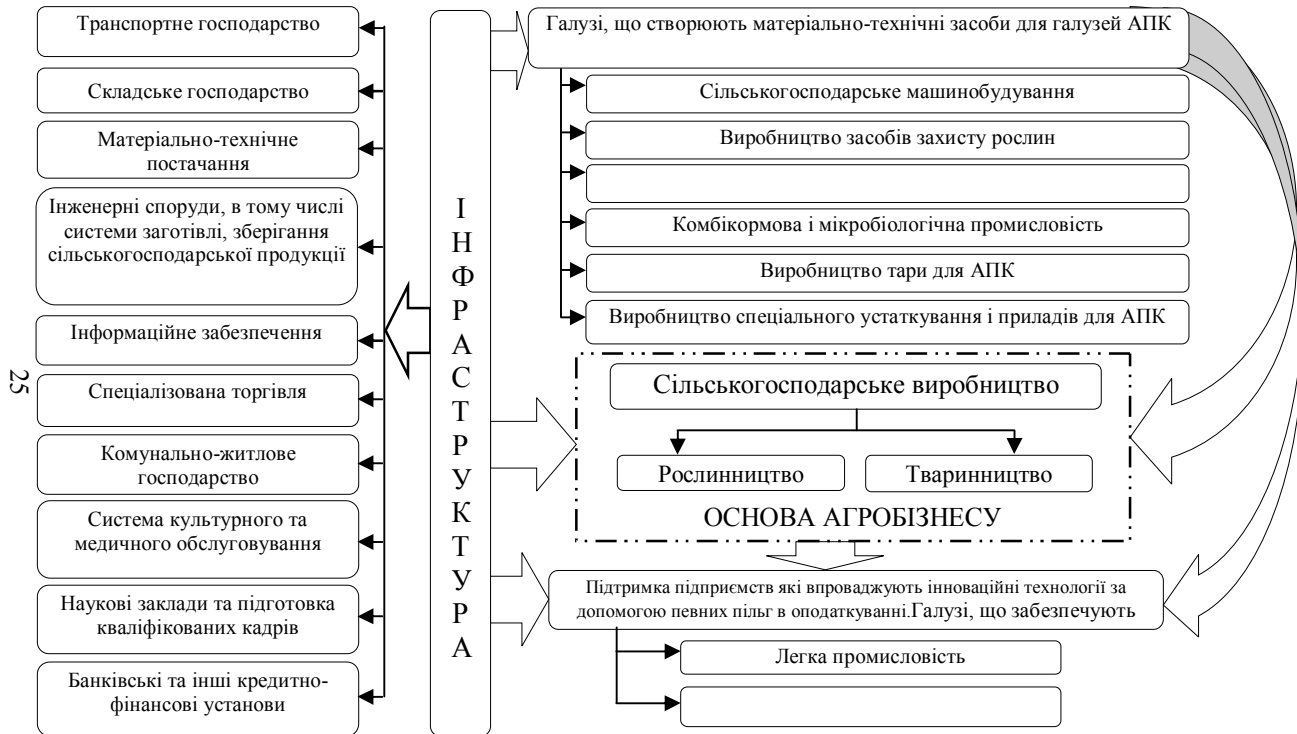 Транспортне господарство
Складське господарство
Матеріально-технічне
постачання
Інженерні споруди, в тому числі
системи заготівлі, зберігання
сільськогосподарської продукції
Інформаційне забезпечення
Спеціалізована торгівля
Комунально-житлове
господарство
Система культурного та
медичного обслуговування
Наукові заклади та підготовка
кваліфікованих кадрів
Банківські та інші кредитно-
фінансові установи
25
ІНФРАСТРУКТУРА
Галузі, що створюють матеріально-технічні засоби для галузей АПК
Сільськогосподарське машинобудування
Виробництво засобів захисту рослин
Комбікормова і мікробіологічна промисловість
Виробництво тари для АПК
Виробництво спеціального устаткування і приладів для АПК
Сільськогосподарське виробництво
Рослинництво
Тваринництво
ОСНОВА АГРОБІЗНЕСУ
Підтримка підприємств які впроваджують інноваційні технології за
допомогою певних пільг в оподаткуванні.Галузі, що забезпечують
Легка промисловість